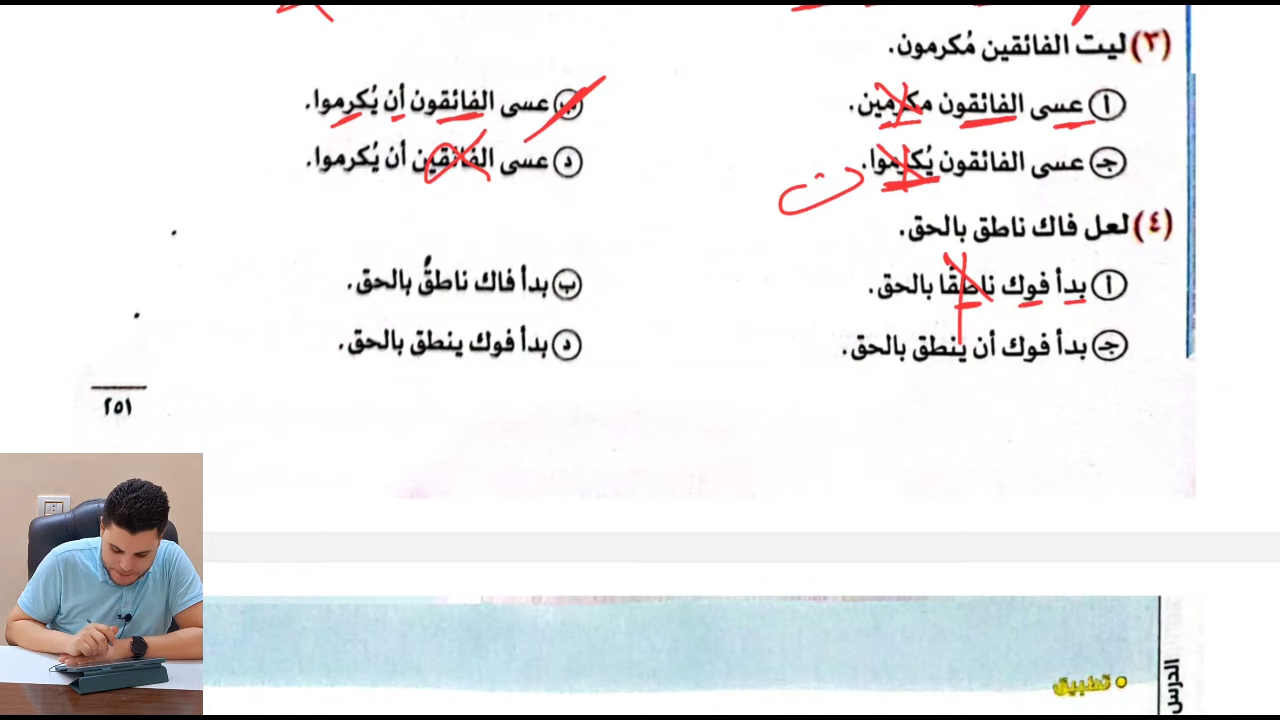 (٣) ليت الفائقين مُكرمون.
أ عسى الفائقون مكرمين.
ب عسى الفائقون أن يُكرموا.
جـ عسى الفائقون يُكرموا. ن
د عسى الفائقين أن يُكرموا.
(٤) لعل فاك ناطق بالحق.
أ بدأ فوك ناطقًا بالحق.
ب بدأ فاك ناطقٌ بالحق.
جـ بدأ فوك أن ينطق بالحق.
د بدأ فوك ينطق بالحق.
٢٥١
• تطبيق
الدرس